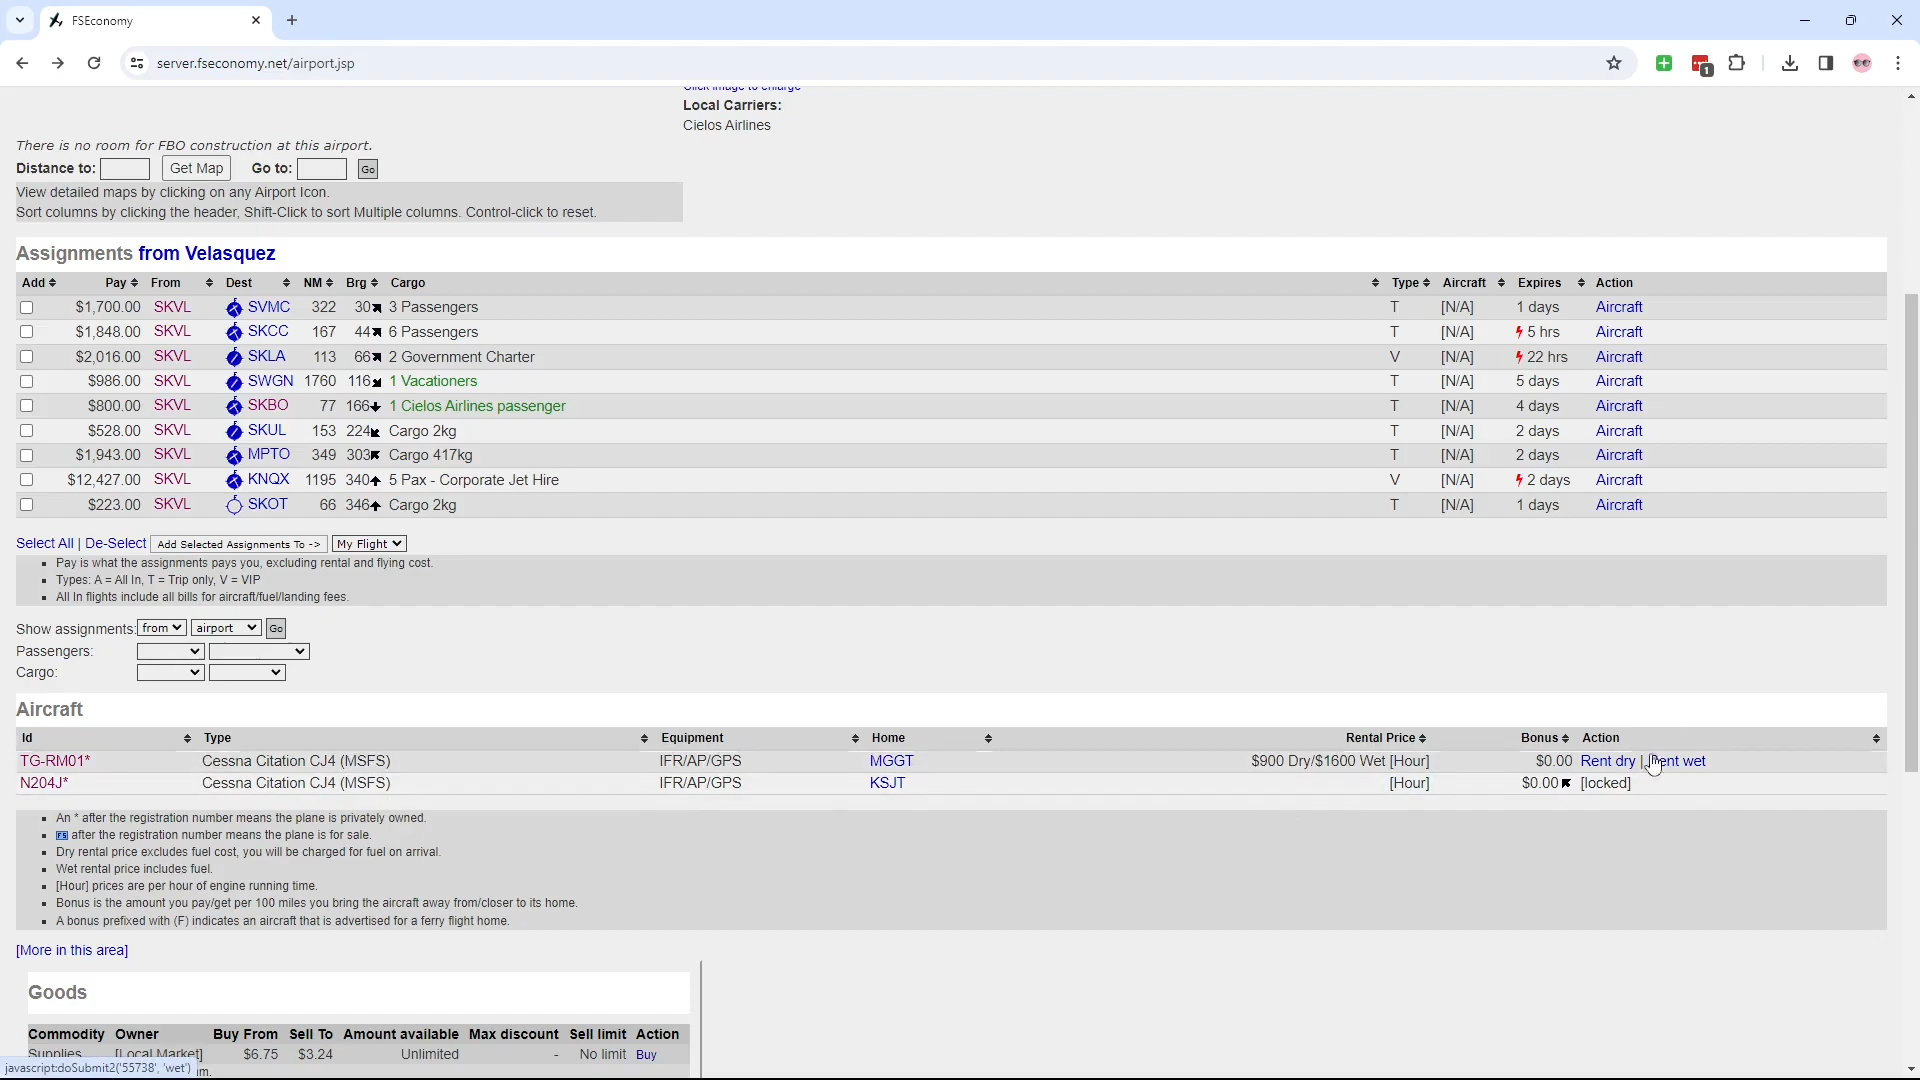 FSEconomy
server.fseconomy.net/airport.jsp
1
Click image to enlarge
Local Carriers:
Cielos Airlines
There is no room for FBO construction at this airport.
Distance to: Get Map Go to: Go
View detailed maps by clicking on any Airport Icon.
Sort columns by clicking the header, Shift-Click to sort Multiple columns. Control-click to reset.
Assignments from Velasquez
Add Pay From Dest NM Brg Cargo Type Aircraft Expires Action
$1,700.00 SKVL SVMC 322 30 3 Passengers T [N/A] 1 days Aircraft
$1,848.00 SKVL SKCC 167 44 6 Passengers T [N/A] 5 hrs Aircraft
$2,016.00 SKVL SKLA 113 66 2 Government Charter V [N/A] 22 hrs Aircraft
$986.00 SKVL SWGN 1760 116 1 Vacationers T [N/A] 5 days Aircraft
$800.00 SKVL SKBO 77 166 1 Cielos Airlines passenger T [N/A] 4 days Aircraft
$528.00 SKVL SKUL 153 224 Cargo 2kg T [N/A] 2 days Aircraft
$1,943.00 SKVL MPTO 349 303 Cargo 417kg T [N/A] 2 days Aircraft
$12,427.00 SKVL KNQX 1195 340 5 Pax - Corporate Jet Hire V [N/A] 2 days Aircraft
$223.00 SKVL SKOT 66 346 Cargo 2kg T [N/A] 1 days Aircraft
Select All | De-Select Add Selected Assignments To -> My Flight
Pay is what the assignments pays you, excluding rental and flying cost.
Types: A = All In, T = Trip only, V = VIP
All In flights include all bills for aircraft/fuel/landing fees.
Show assignments: from airport Go
Passengers:
Cargo:
Aircraft
Id Type Equipment Home Rental Price Bonus Action
TG-RM01* Cessna Citation CJ4 (MSFS) IFR/AP/GPS MGGT $900 Dry/$1600 Wet [Hour] $0.00 Rent dry | Rent wet
N204J* Cessna Citation CJ4 (MSFS) IFR/AP/GPS KSJT [Hour] $0.00 [locked]
An * after the registration number means the plane is privately owned.
FS after the registration number means the plane is for sale.
Dry rental price excludes fuel cost, you will be charged for fuel on arrival.
Wet rental price includes fuel.
[Hour] prices are per hour of engine running time.
Bonus is the amount you pay/get per 100 miles you bring the aircraft away from/closer to its home.
A bonus prefixed with (F) indicates an aircraft that is advertised for a ferry flight home.
[More in this area]
Goods
Commodity Owner Buy From Sell To Amount available Max discount Sell limit Action
Supplies [Local Market] $6.75 $3.24 Unlimited - No limit Buy
javascript:doSubmit2('55738', 'wet')